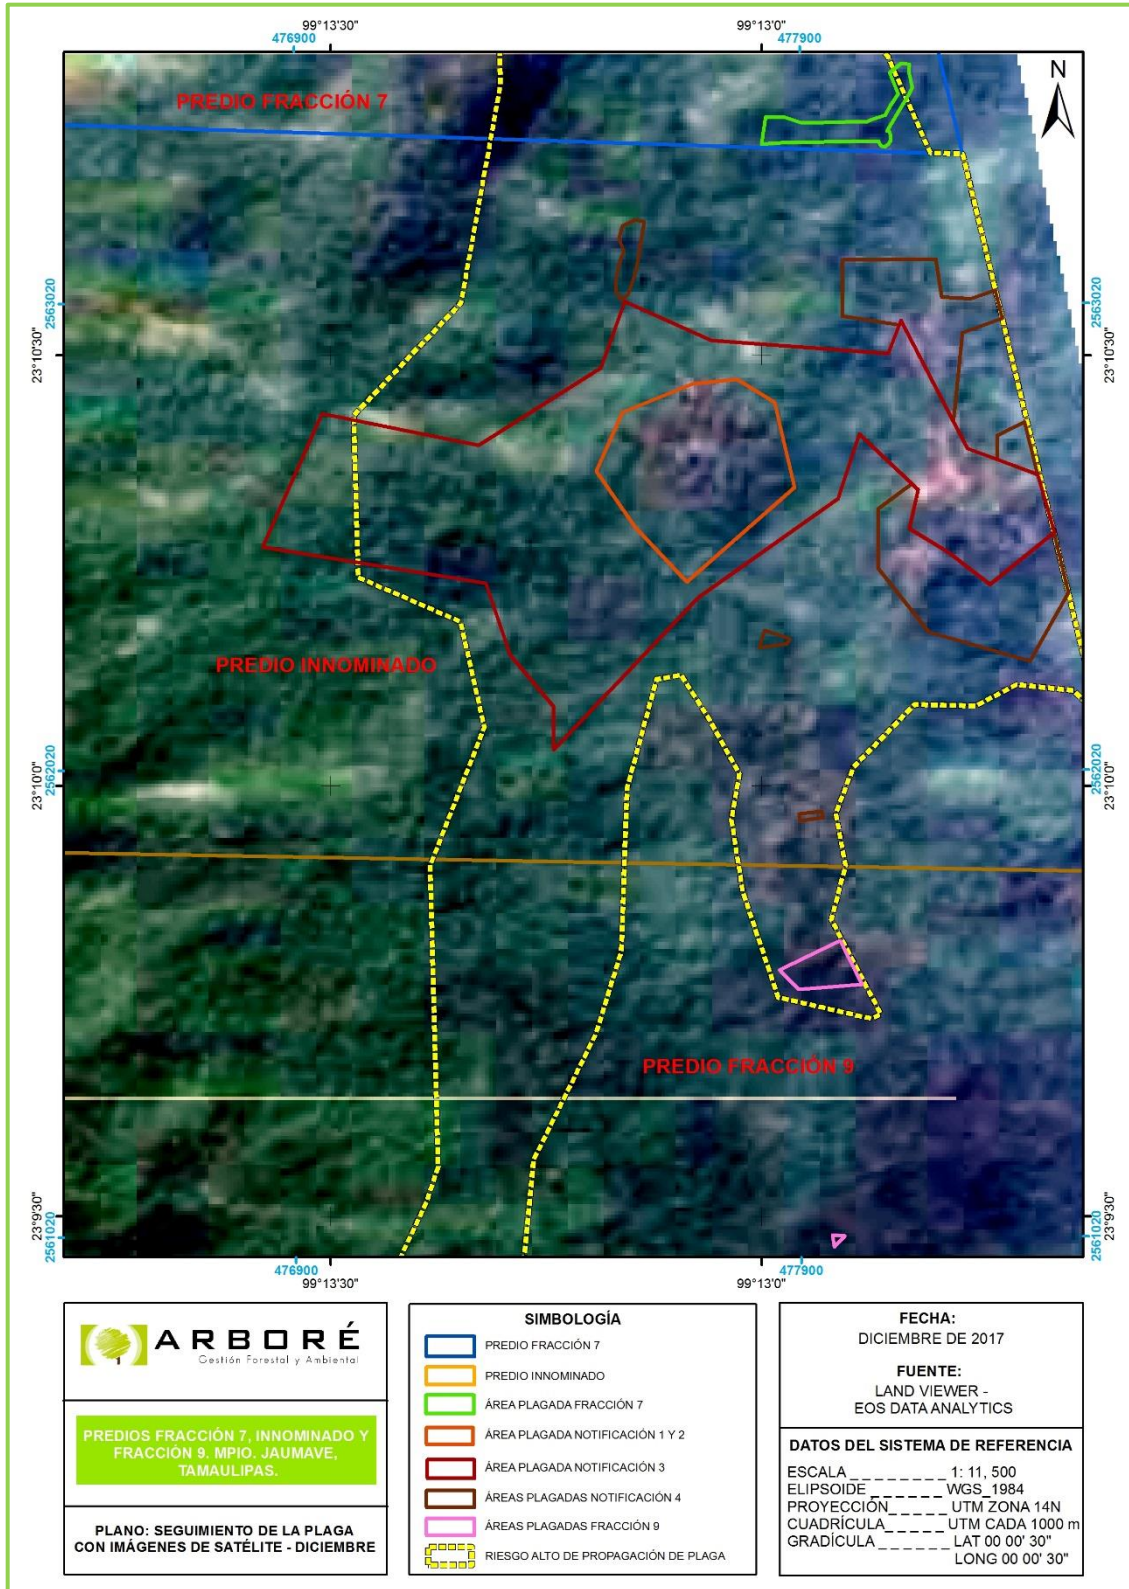 99°13'30"
99°13'0"
476900
477900
N
PREDIO FRACCIÓN 7
2563020
2563020
23°10'30"
23°10'30"
PREDIO INNOMINADO
2562020
2562020
23°10'0"
23°10'0"
PREDIO FRACCIÓN 9
23°9'30"
23°9'30"
2561020
2561020
476900
477900
99°13'30"
99°13'0"
ARBORÉ
Gestión Forestal y Ambiental
PREDIOS FRACCIÓN 7, INNOMINADO Y
FRACCIÓN 9. MPIO. JAUMAVE,
TAMAULIPAS.
PLANO: SEGUIMIENTO DE LA PLAGA
CON IMÁGENES DE SATÉLITE - DICIEMBRE
SIMBOLOGÍA
PREDIO FRACCIÓN 7
PREDIO INNOMINADO
ÁREA PLAGADA FRACCIÓN 7
ÁREA PLAGADA NOTIFICACIÓN 1 Y 2
ÁREA PLAGADA NOTIFICACIÓN 3
ÁREAS PLAGADAS NOTIFICACIÓN 4
ÁREAS PLAGADAS FRACCIÓN 9
RIESGO ALTO DE PROPAGACIÓN DE PLAGA
FECHA:
DICIEMBRE DE 2017
FUENTE:
LAND VIEWER -
EOS DATA ANALYTICS
DATOS DEL SISTEMA DE REFERENCIA
ESCALA _ _ _ _ _ _ _ _ 1: 11, 500
ELIPSOIDE _ _ _ _ _ _ WGS_1984
PROYECCIÓN _ _ _ _ UTM ZONA 14N
CUADRÍCULA _ _ _ _ _ UTM CADA 1000 m
GRADÍCULA _ _ _ _ _ _ LAT 00 00' 30"
LONG 00 00' 30"